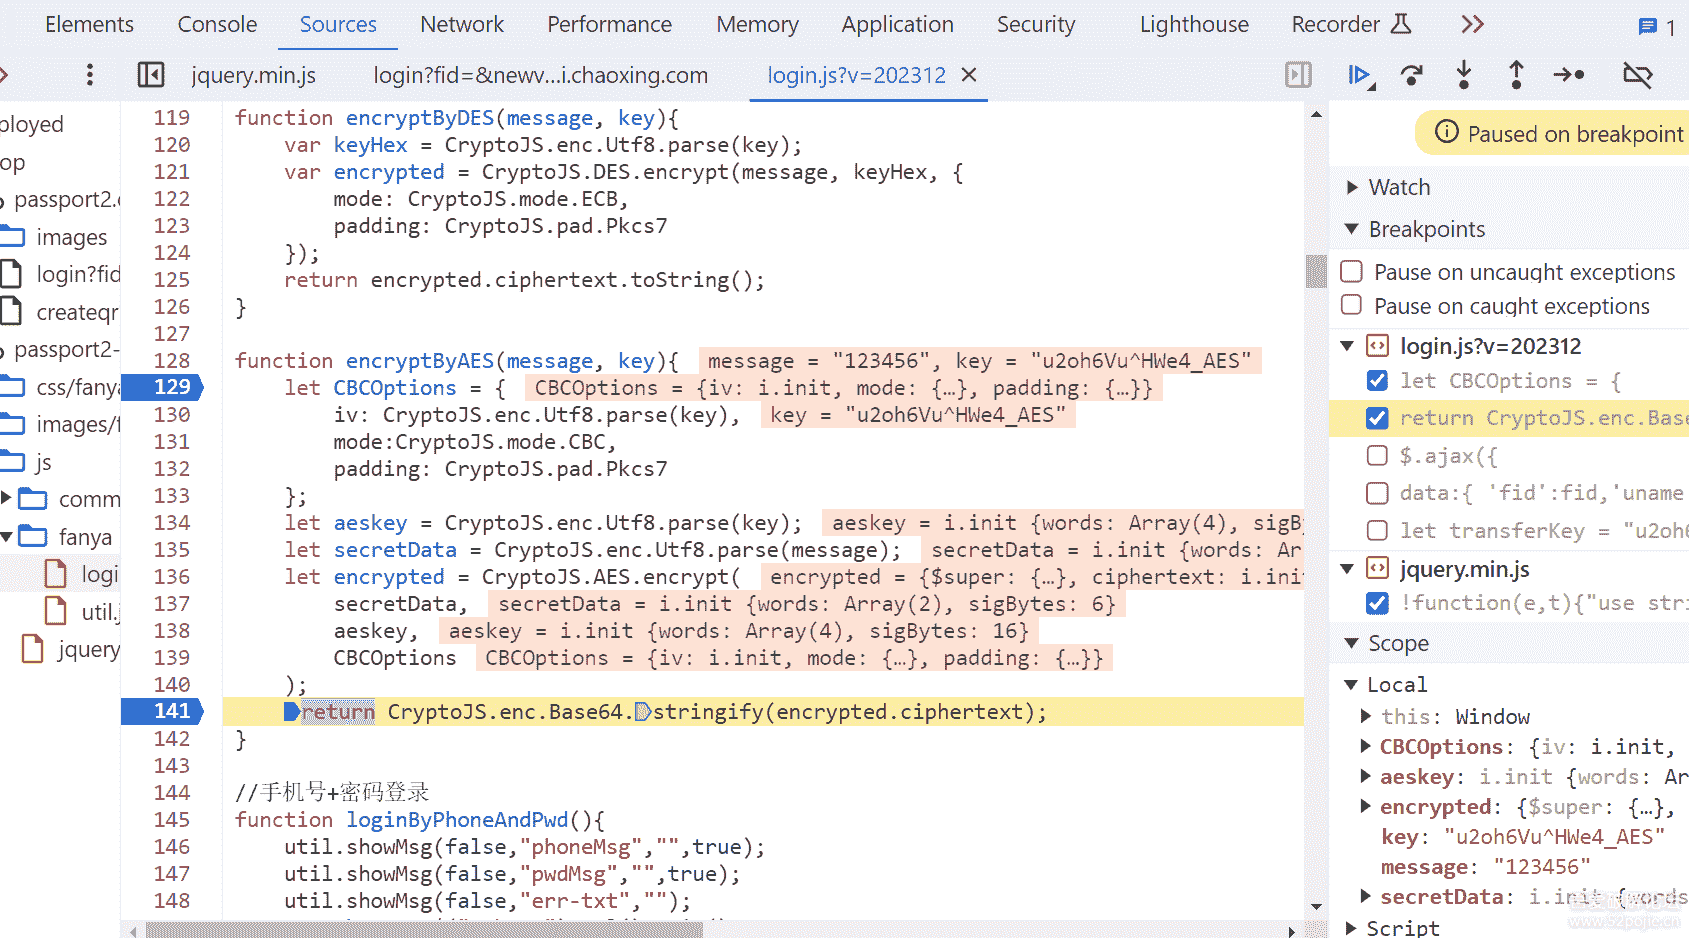 Elements Console Sources Network Performance Memory Application Security Lighthouse Recorder 1
jquery.min.js login?fid=&newv...i.chaoxing.com login.js?v=202312
ployed
op
passport2.
images
login?fid
createqr
passport2-
css/fanya
images/f
js
comm
fanya
logi
util.j
jquery
119 function encryptByDES(message, key){
120 var keyHex = CryptoJS.enc.Utf8.parse(key);
121 var encrypted = CryptoJS.DES.encrypt(message, keyHex, {
122 mode: CryptoJS.mode.ECB,
123 padding: CryptoJS.pad.Pkcs7
124 });
125 return encrypted.ciphertext.toString();
126 }
127
128 function encryptByAES(message, key){ message = "123456", key = "u2oh6Vu^HWe4_AES"
129 let CBCOptions = { CBCOptions = {iv: i.init, mode: {…}, padding: {…}}
130 iv: CryptoJS.enc.Utf8.parse(key), key = "u2oh6Vu^HWe4_AES"
131 mode:CryptoJS.mode.CBC,
132 padding: CryptoJS.pad.Pkcs7
133 };
134 let aeskey = CryptoJS.enc.Utf8.parse(key); aeskey = i.init {words: Array(4), sigB
135 let secretData = CryptoJS.enc.Utf8.parse(message); secretData = i.init {words: Ar
136 let encrypted = CryptoJS.AES.encrypt( encrypted = {$super: {…}, ciphertext: i.ini
137 secretData, secretData = i.init {words: Array(2), sigBytes: 6}
138 aeskey, aeskey = i.init {words: Array(4), sigBytes: 16}
139 CBCOptions CBCOptions = {iv: i.init, mode: {…}, padding: {…}}
140 );
141 return CryptoJS.enc.Base64.stringify(encrypted.ciphertext);
142 }
143
144 //手机号+密码登录
145 function loginByPhoneAndPwd(){
146 util.showMsg(false,"phoneMsg","",true);
147 util.showMsg(false,"pwdMsg","",true);
148 util.showMsg(false,"err-txt","");
Paused on breakpoint
Watch
Breakpoints
Pause on uncaught exceptions
Pause on caught exceptions
login.js?v=202312
let CBCOptions = {
return CryptoJS.enc.Base
$.ajax({
data:{ 'fid':fid,'uname
let transferKey = "u2oh6
jquery.min.js
!function(e,t){"use stri
Scope
Local
this: Window
CBCOptions: {iv: i.init,
aeskey: i.init {words: Ar
encrypted: {$super: {…},
key: "u2oh6Vu^HWe4_AES"
message: "123456"
secretData: i.init {words
Script
www.52pojie.cn